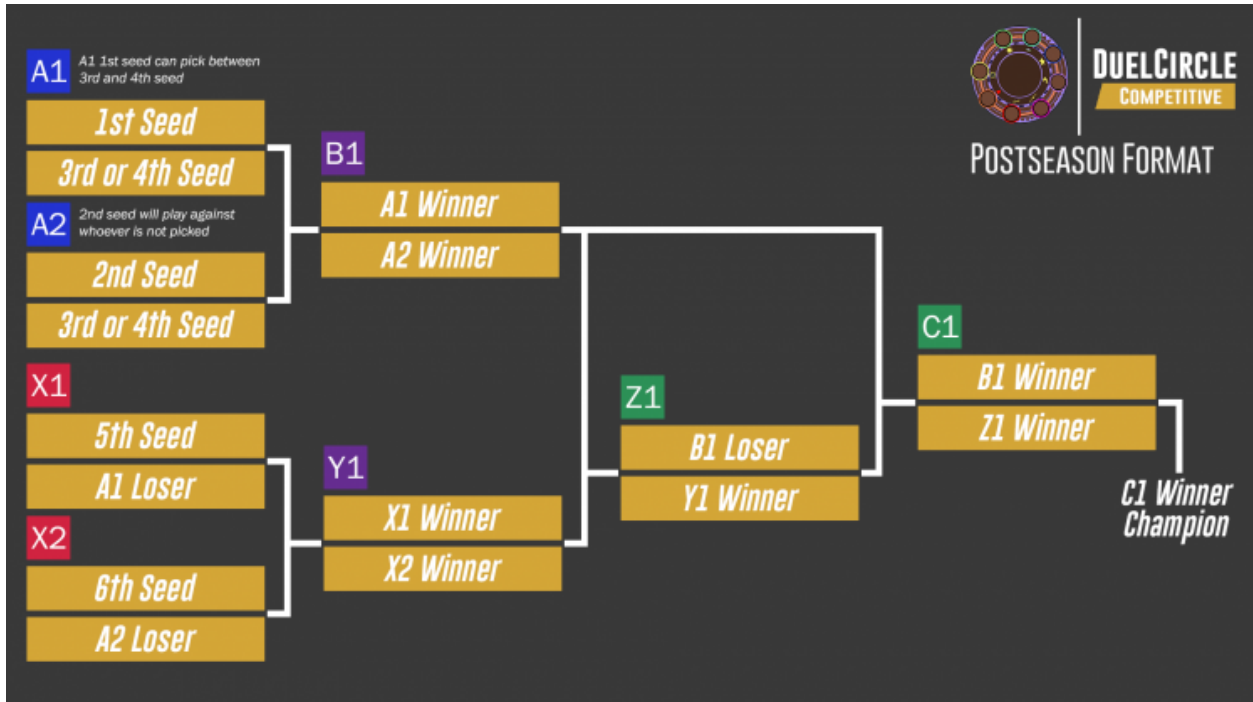 A1
A1 1st seed can pick between
3rd and 4th seed
1st Seed
3rd or 4th Seed
A2
2nd seed will play against
whoever is not picked
2nd Seed
3rd or 4th Seed
X1
5th Seed
A1 Loser
X2
6th Seed
A2 Loser
B1
A1 Winner
A2 Winner
Y1
X1 Winner
X2 Winner
Z1
B1 Loser
Y1 Winner
C1
B1 Winner
Z1 Winner
C1 Winner
Champion
DUELCIRCLE
COMPETITIVE
POSTSEASON FORMAT